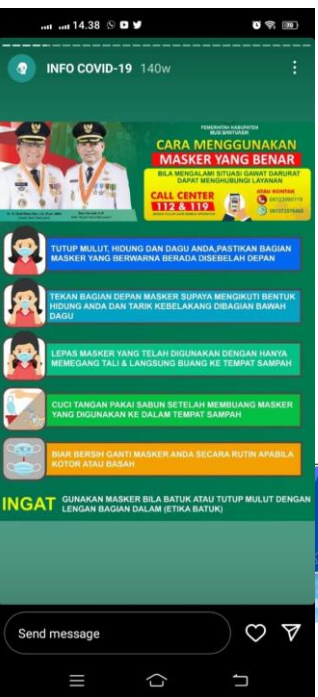 14.38
76
INFO COVID-19 140w
PEMERINTAH KABUPATEN
MUSI BANYUASIN
CARA MENGGUNAKAN
MASKER YANG BENAR
BILA MENGALAMI SITUASI GAWAT DARURAT
DAPAT MENGHUBUNGI LAYANAN
CALL CENTER
112 & 119
ATAU KONTAK
TUTUP MULUT, HIDUNG DAN DAGU ANDA,PASTIKAN BAGIAN
MASKER YANG BERWARNA BERADA DISEBELAH DEPAN
TEKAN BAGIAN DEPAN MASKER SUPAYA MENGIKUTI BENTUK
HIDUNG ANDA DAN TARIK KEBELAKANG DIBAGIAN BAWAH
DAGU
LEPAS MASKER YANG TELAH DIGUNAKAN DENGAN HANYA
MEMEGANG TALI & LANGSUNG BUANG KE TEMPAT SAMPAH
CUCI TANGAN PAKAI SABUN SETELAH MEMBUANG MASKER
YANG DIGUNAKAN KE DALAM TEMPAT SAMPAH
BIAR BERSIH GANTI MASKER ANDA SECARA RUTIN APABILA
KOTOR ATAU BASAH
INGAT GUNAKAN MASKER BILA BATUK ATAU TUTUP MULUT DENGAN
LENGAN BAGIAN DALAM (ETIKA BATUK)
Send message